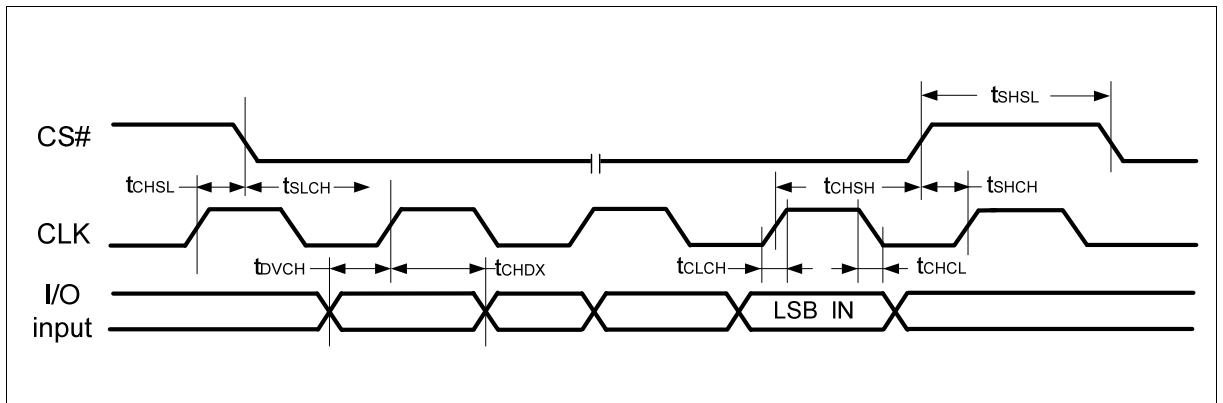 tSHSL
CS#
tCHSL
tSLCH
tCHSH
tSHCH
CLK
tDVCH
tCHDX
tCLCH
tCHCL
I/O
input
LSB IN